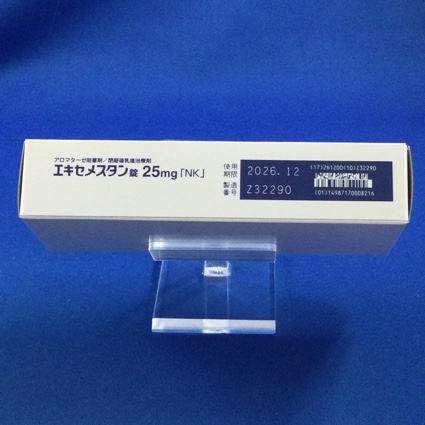 アロマターゼ阻害剤/閉経後乳癌治療剤
エキセメスタン錠 25mg「NK」
使用
期限
2026.12
製造
番号
Z32290
(17)261200(10)Z32290
(01)14987170008216